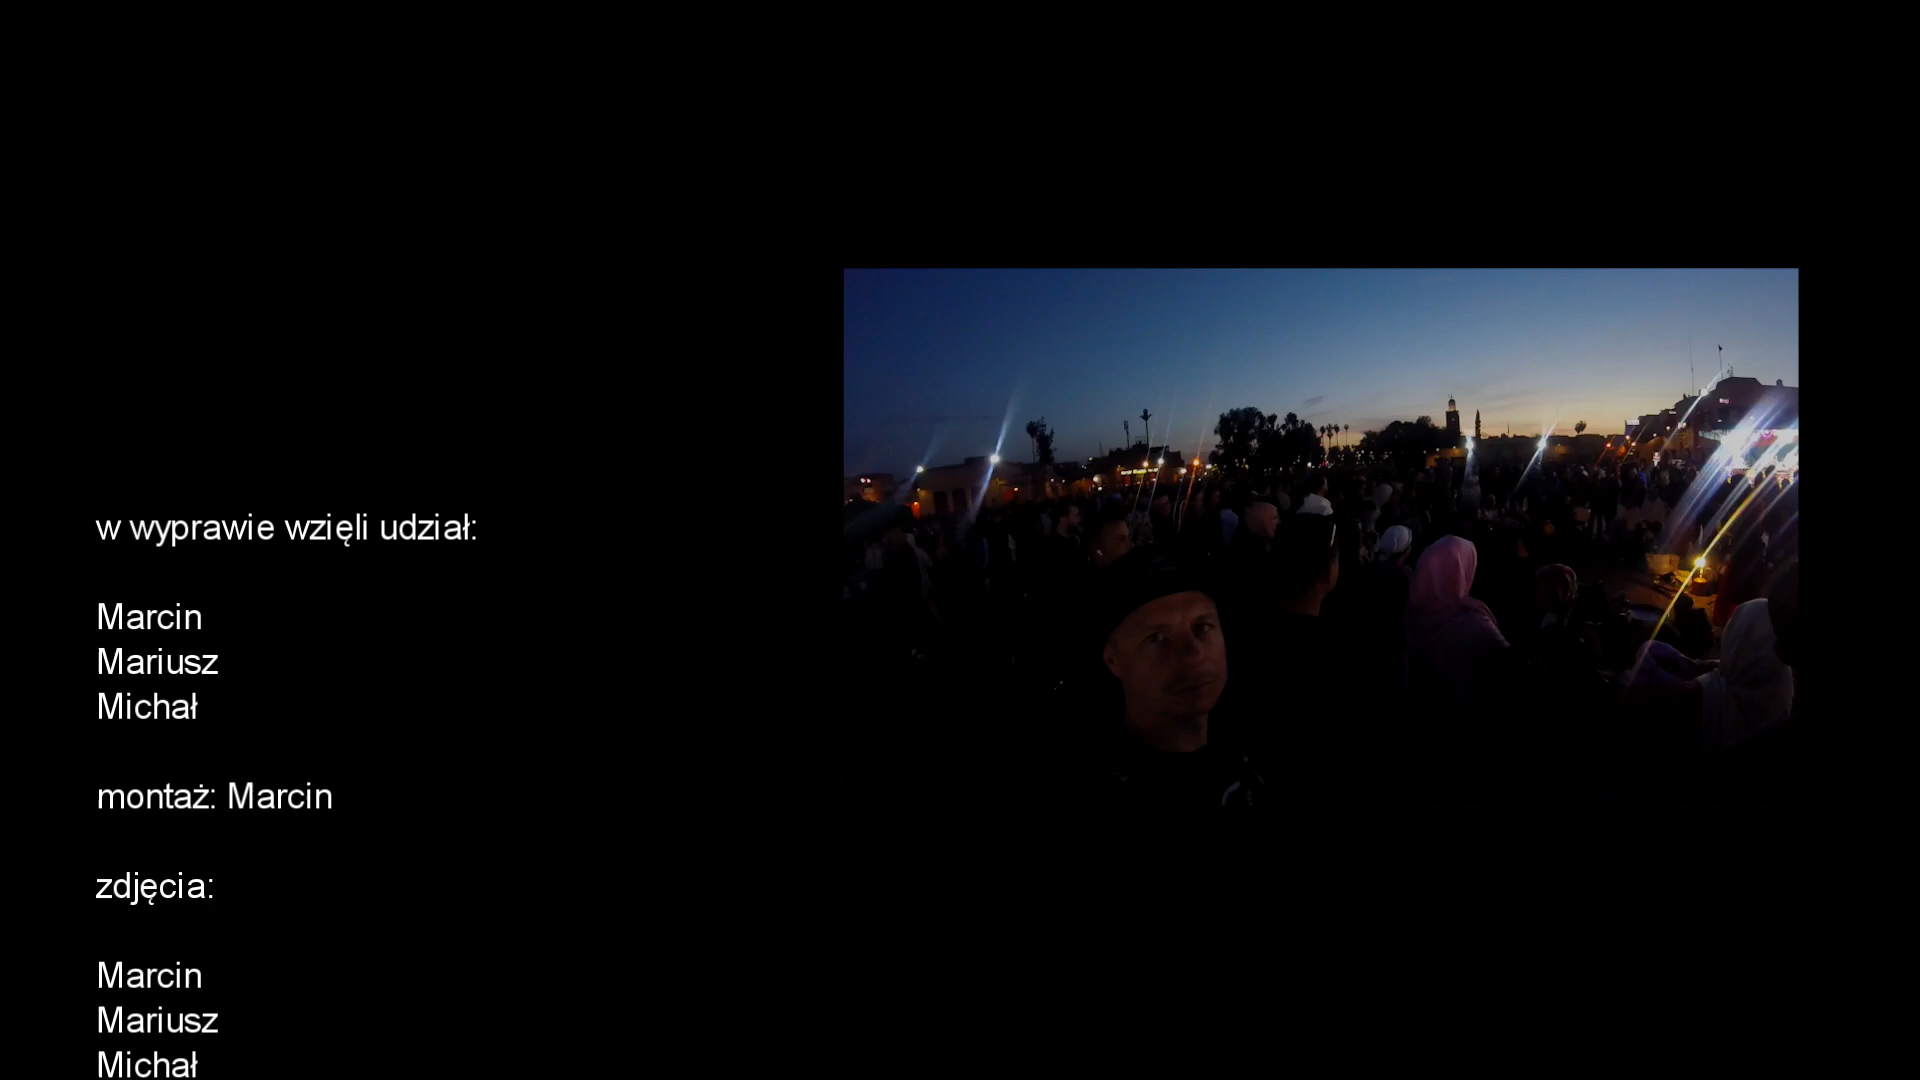 w wyprawie wzięli udział:
Marcin
Mariusz
Michał
montaż: Marcin
zdjęcia:
Marcin
Mariusz
Michał